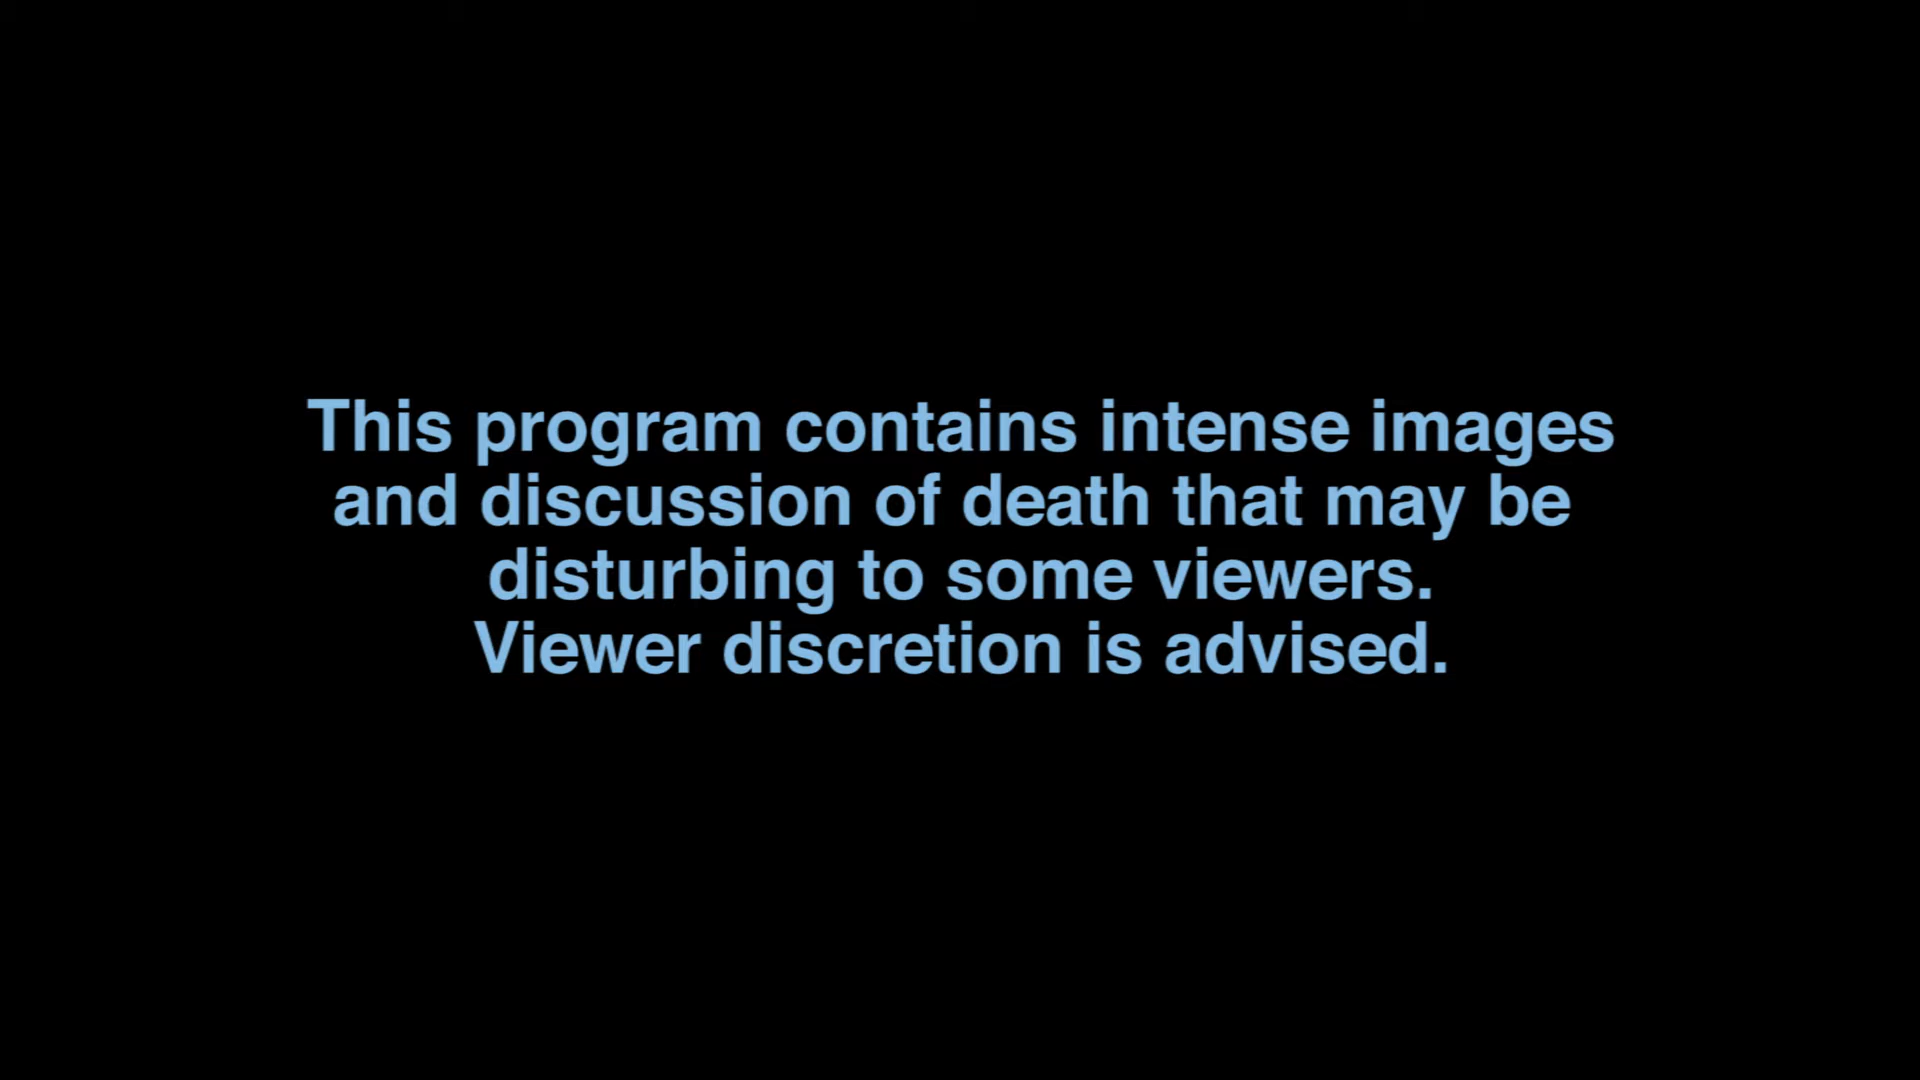 This program contains intense images
and discussion of death that may be
disturbing to some viewers.
Viewer discretion is advised.